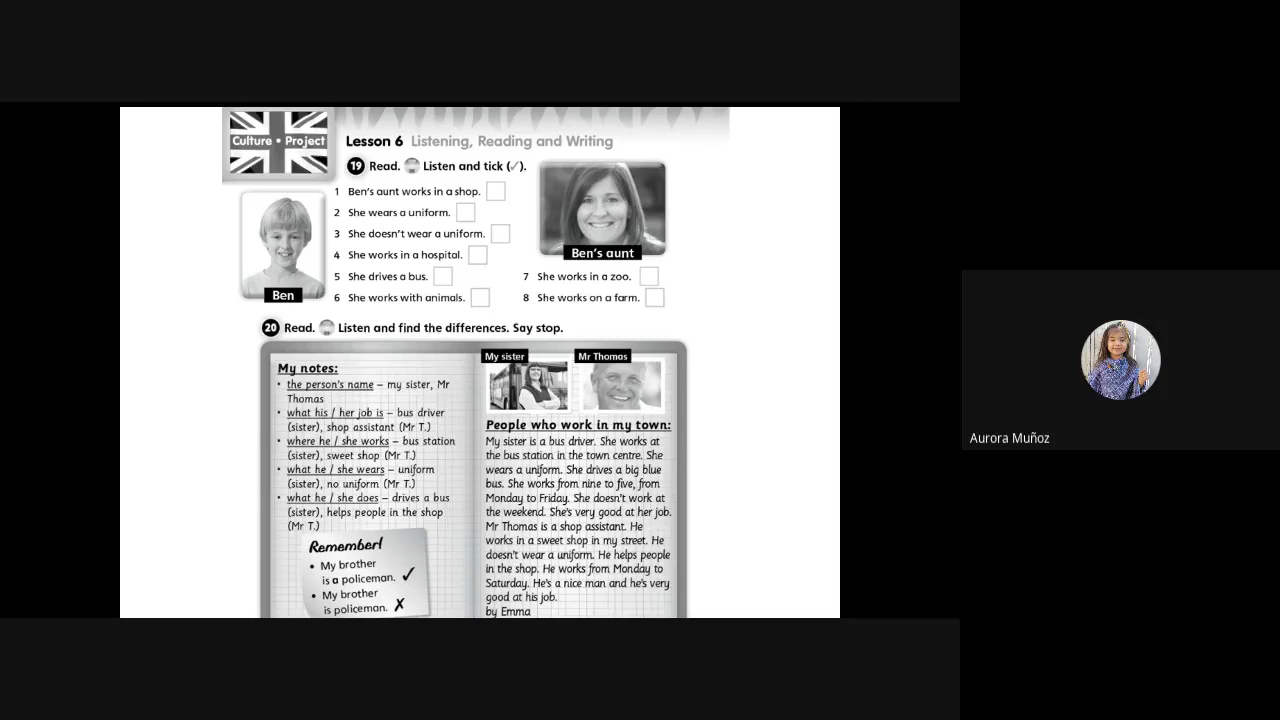 Culture • Project
Lesson 6 Listening, Reading and Writing
19 Read. Listen and tick (✓).
1 Ben's aunt works in a shop.
2 She wears a uniform.
3 She doesn't wear a uniform.
4 She works in a hospital.
5 She drives a bus.
6 She works with animals.
7 She works in a zoo.
8 She works on a farm.
Ben
Ben's aunt
20 Read. Listen and find the differences. Say stop.
My notes:
• the person's name – my sister, Mr
Thomas
• what his / her job is – bus driver
(sister), shop assistant (Mr T.)
• where he / she works – bus station
(sister), sweet shop (Mr T.)
• what he / she wears – uniform
(sister), no uniform (Mr T.)
• what he / she does – drives a bus
(sister), helps people in the shop
(Mr T.)
Remember!
• My brother
is a policeman. ✓
• My brother
is policeman. ✗
My sister
Mr Thomas
People who work in my town:
My sister is a bus driver. She works at
the bus station in the town centre. She
wears a uniform. She drives a big blue
bus. She works from nine to five, from
Monday to Friday. She doesn't work at
the weekend. She's very good at her job.
Mr Thomas is a shop assistant. He
works in a sweet shop in my street. He
doesn't wear a uniform. He helps people
in the shop. He works from Monday to
Saturday. He's a nice man and he's very
good at his job.
by Emma
Aurora Muñoz